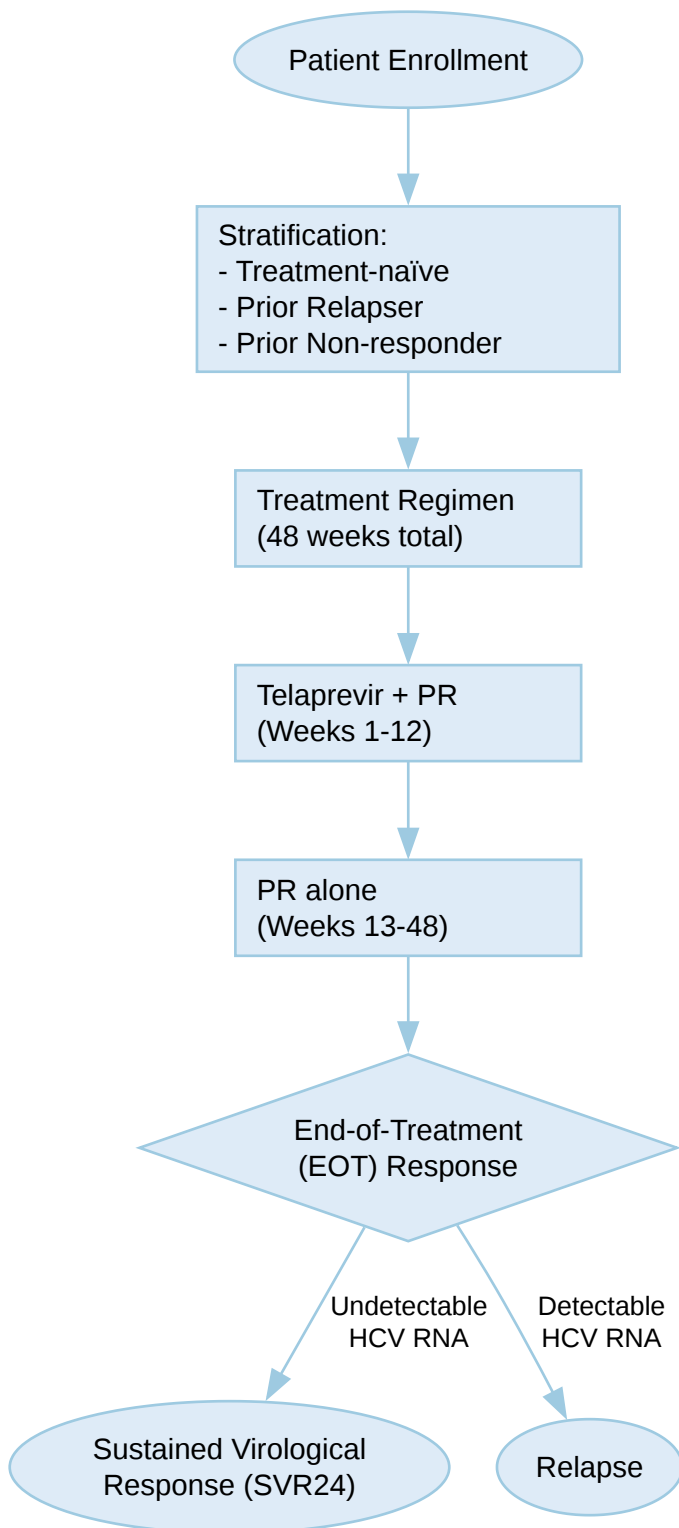 Patient Enrollment
Stratification:
- Treatment-naïve
- Prior Relapser
- Prior Non-responder
Treatment Regimen
(48 weeks total)
Telaprevir + PR
(Weeks 1-12)
PR alone
(Weeks 13-48)
End-of-Treatment
(EOT) Response
Undetectable
HCV RNA
Detectable
HCV RNA
Sustained Virological
Response (SVR24)
Relapse